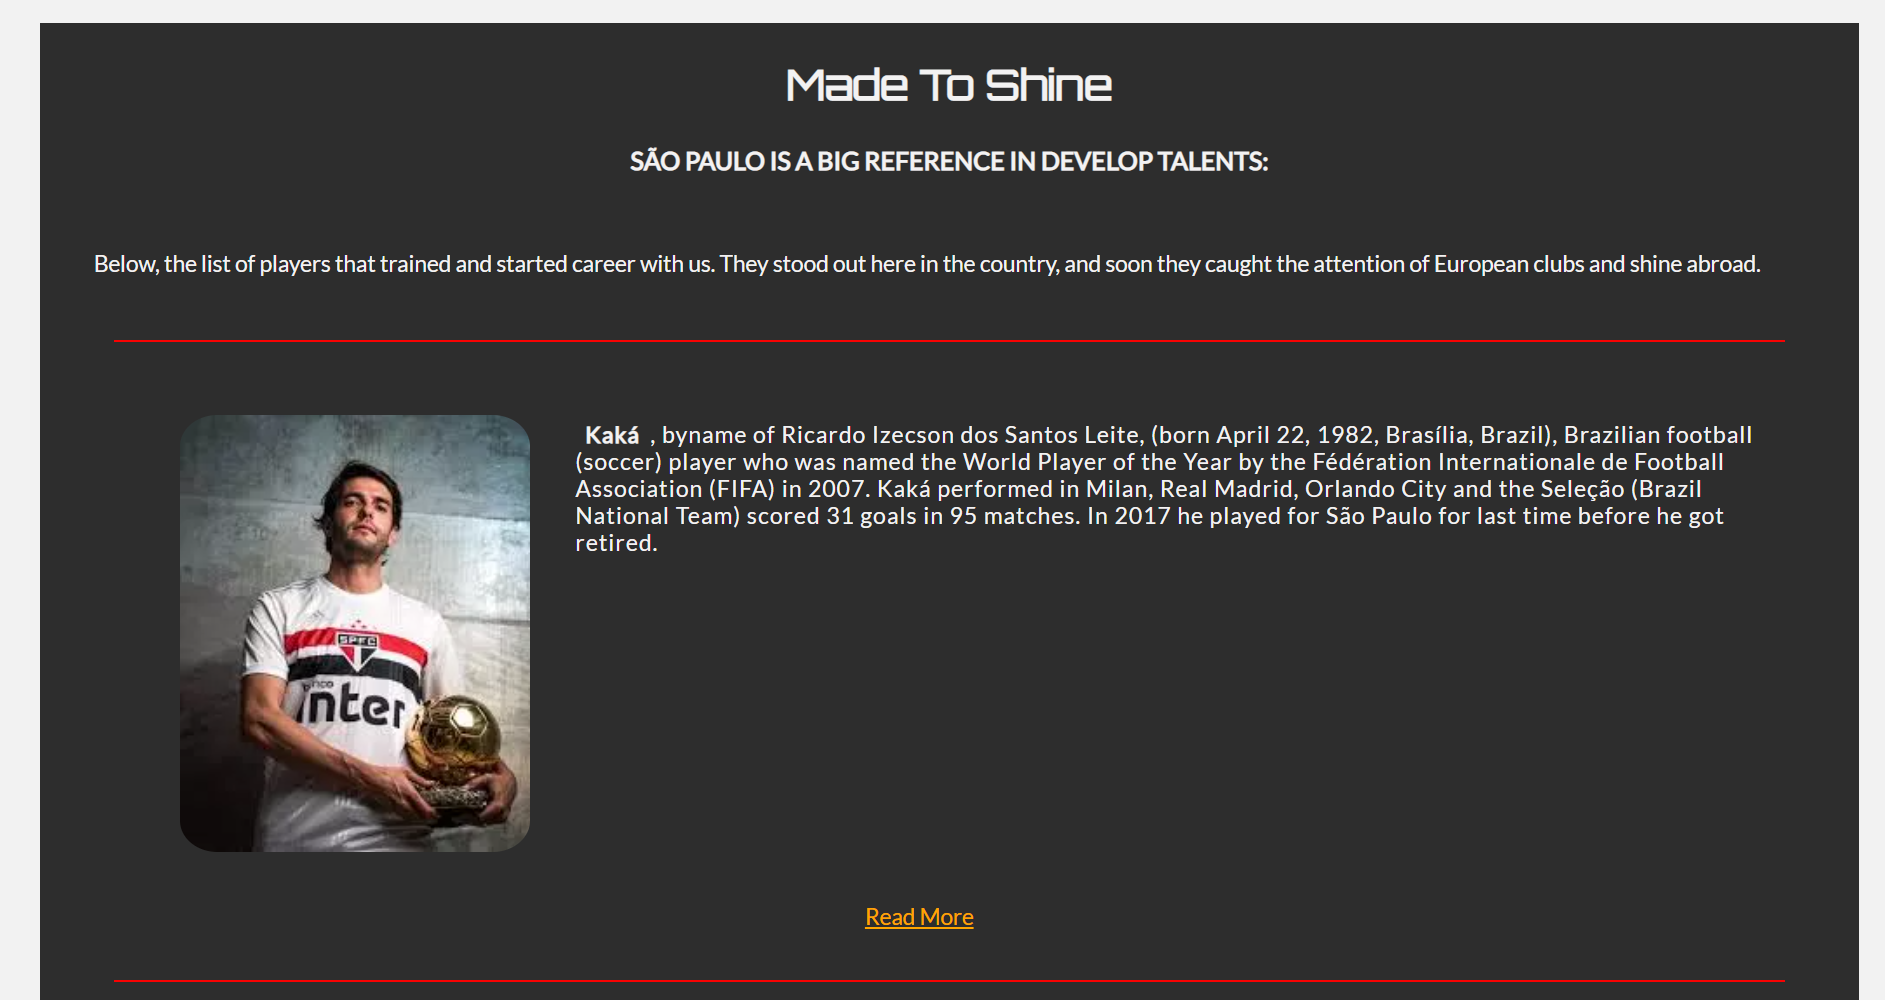 Made To Shine
SÃO PAULO IS A BIG REFERENCE IN DEVELOP TALENTS:
Below, the list of players that trained and started career with us. They stood out here in the country, and soon they caught the attention of European clubs and shine abroad.
Kaká , byname of Ricardo Izecson dos Santos Leite, (born April 22, 1982, Brasília, Brazil), Brazilian football
(soccer) player who was named the World Player of the Year by the Fédération Internationale de Football
Association (FIFA) in 2007. Kaká performed in Milan, Real Madrid, Orlando City and the Seleção (Brazil
National Team) scored 31 goals in 95 matches. In 2017 he played for São Paulo for last time before he got
retired.
SPFC
banco
inter
Read More